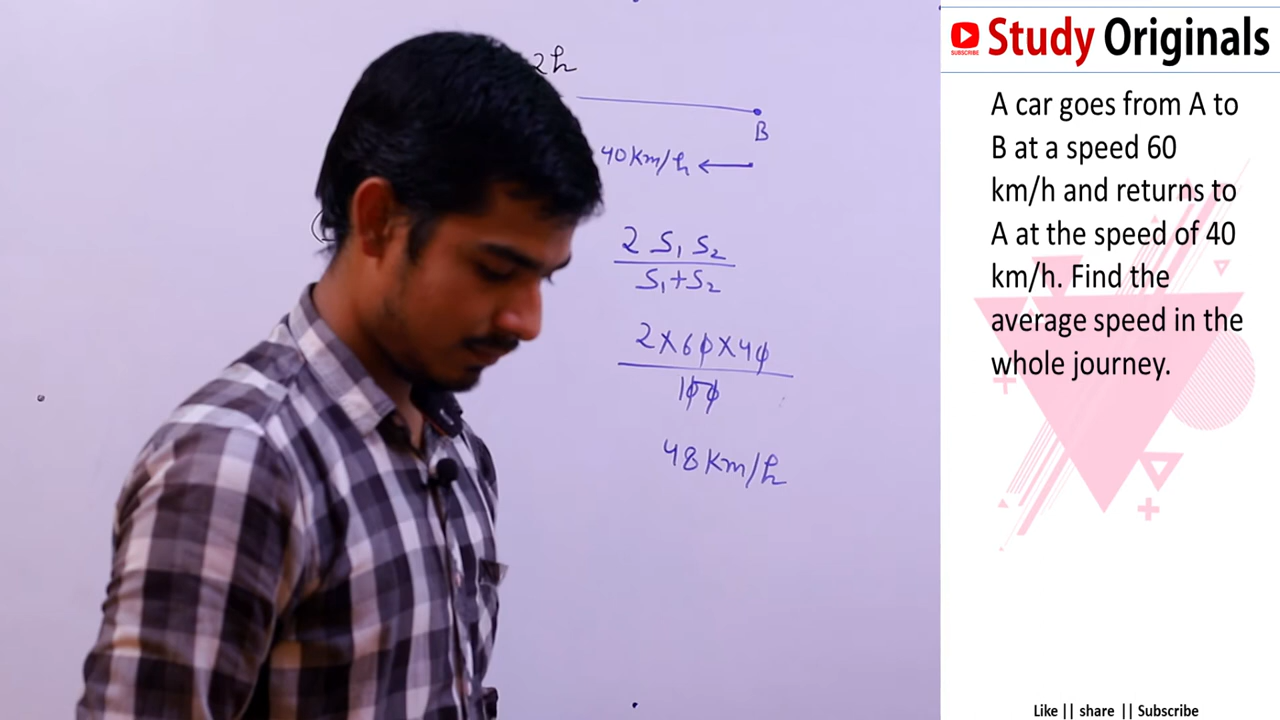 2h
B
40Km/h
2 S₁ S₂
S₁+S₂
2×60×40
100
48Km/h
SUBSCRIBE
Study Originals
A car goes from A to
B at a speed 60
km/h and returns to
A at the speed of 40
km/h. Find the
average speed in the
whole journey.
Like || share || Subscribe